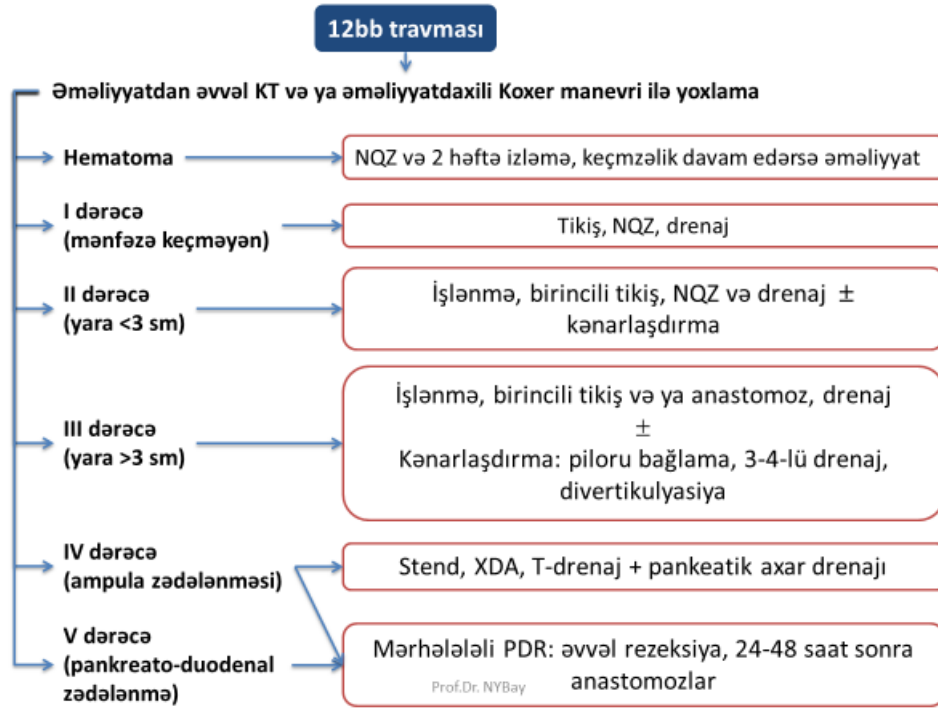 12bb travması
Əməliyyatdan əvvəl KT və ya əməliyyatdaxili Koxer manevri ilə yoxlama
Hematoma
NQZ və 2 həftə izləmə, keçmzəlik davam edərsə əməliyyat
I dərəcə
(mənfəzə keçməyən)
Tikiş, NQZ, drenaj
II dərəcə
(yara <3 sm)
İşlənmə, birincili tikiş, NQZ və drenaj ±
kənarlaşdırma
III dərəcə
(yara >3 sm)
İşlənmə, birincili tikiş və ya anastomoz, drenaj
±
Kənarlaşdırma: piloru bağlama, 3-4-lü drenaj,
divertikulyasiya
IV dərəcə
(ampula zədələnməsi)
Stend, XDA, T-drenaj + pankeatik axar drenajı
V dərəcə
(pankreato-duodenal
zədələnmə)
Mərhələləli PDR: əvvəl rezeksiya, 24-48 saat sonra
anastomozlar
Prof.Dr. NYBay